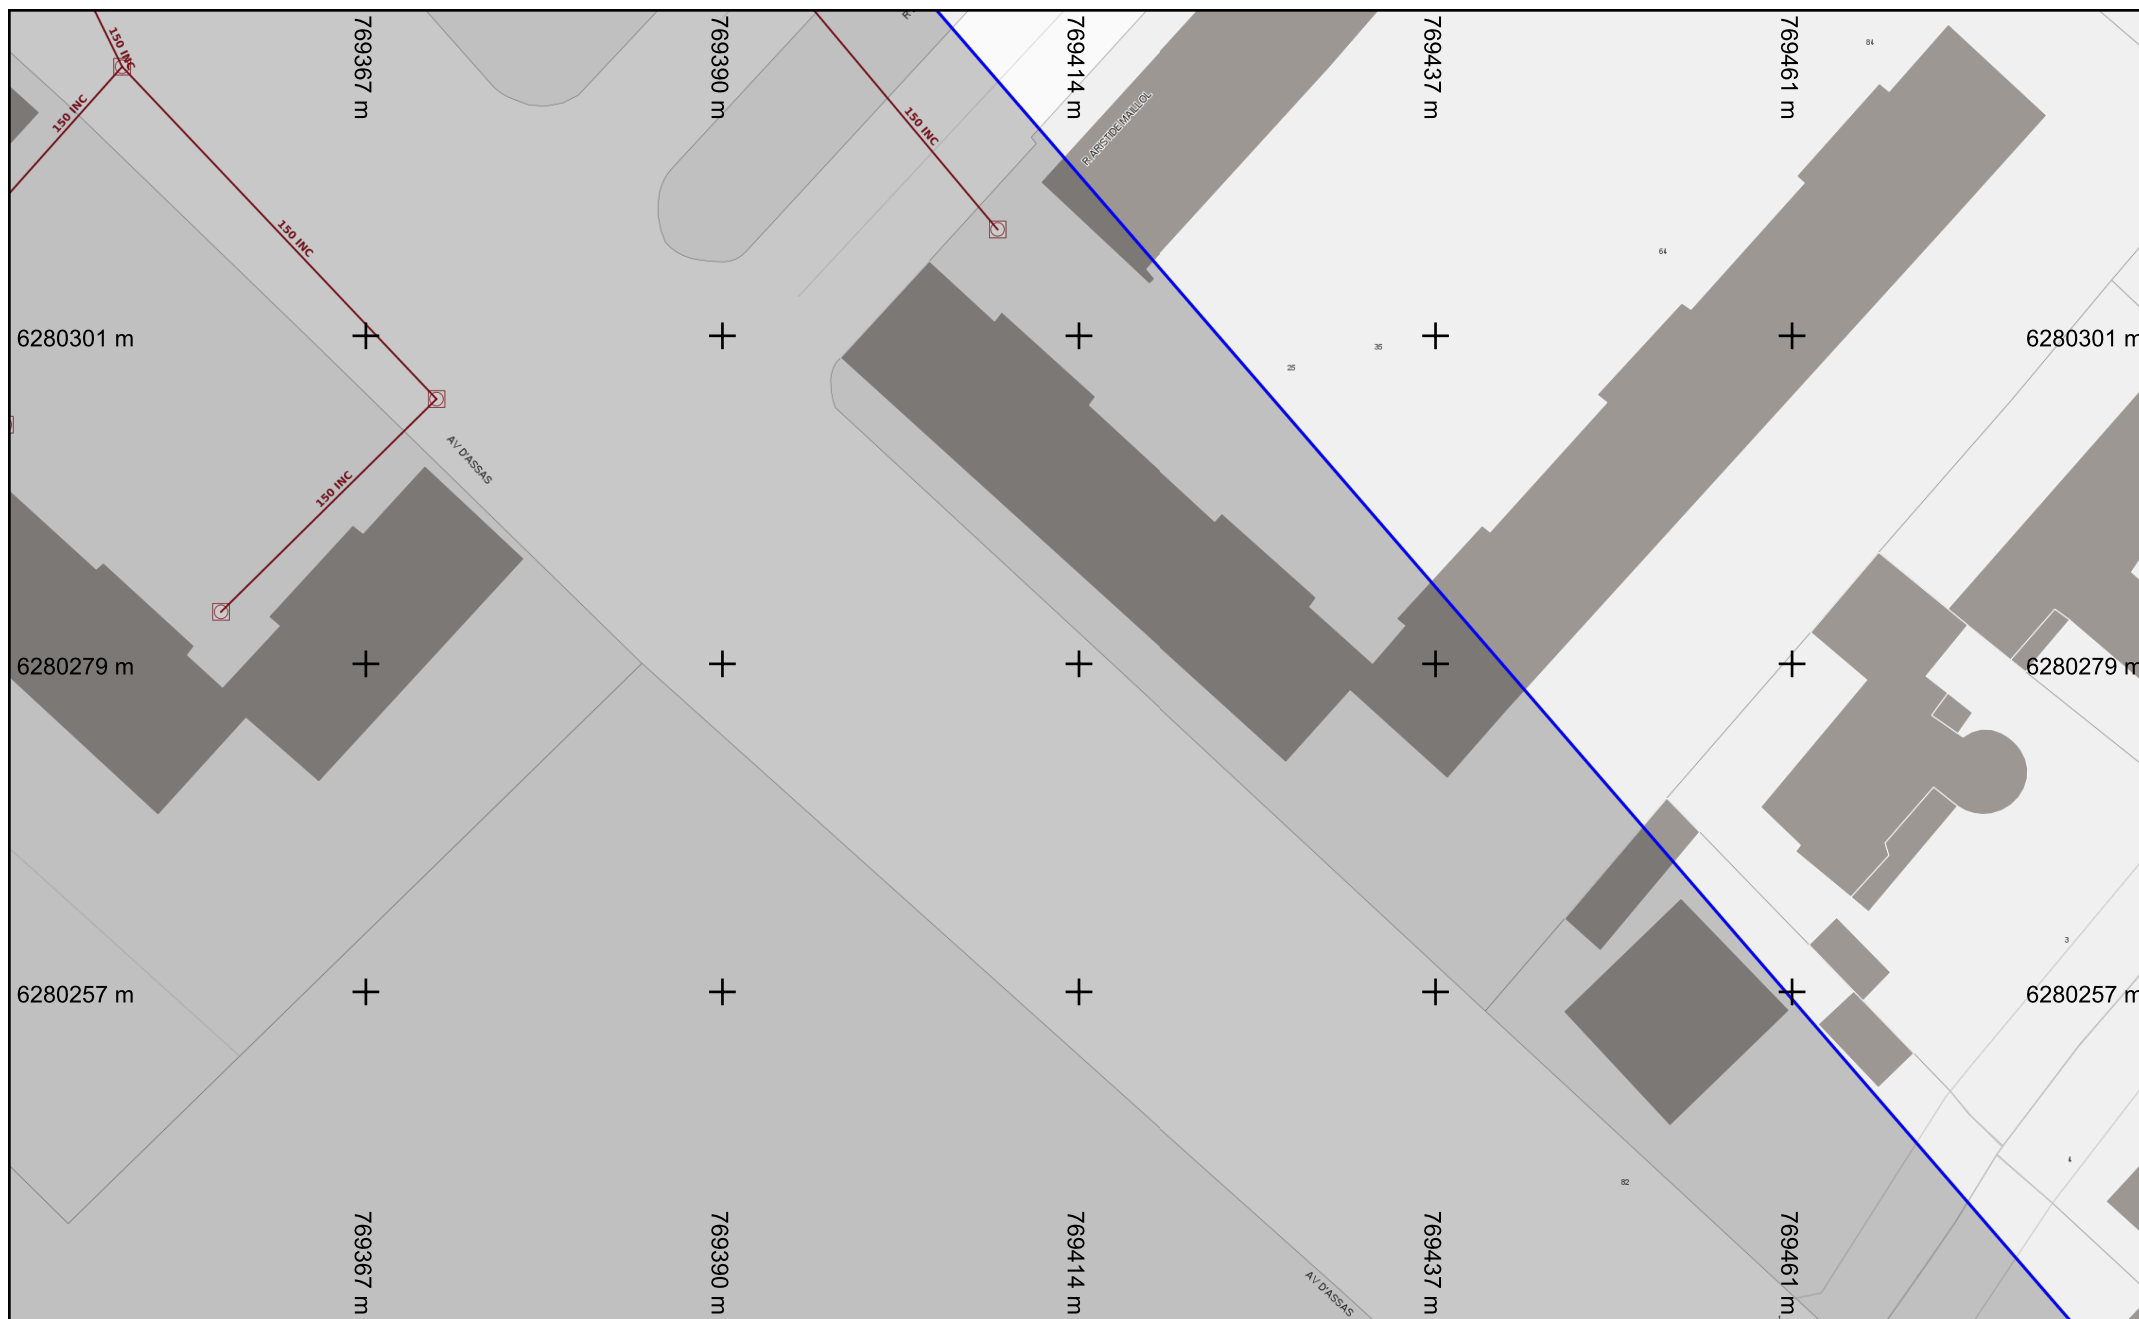 150 INC
769367 m
769390 m
769414 m
769437 m
769461 m
84
150 INC
150 INC
R ARISTIDE MAILLOL
150 INC
64
6280301 m
6280301 m
35
25
AV D'ASSAS
150 INC
6280279 m
6280279 m
3
6280257 m
6280257 m
4
82
769367 m
769390 m
769414 m
769437 m
769461 m
AV D'ASSAS